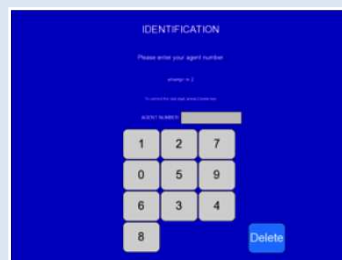 IDENTIFICATION
Please enter your agent number
AGENT NUMBER
1 2 7
0 5 9
6 3 4
8 Delete